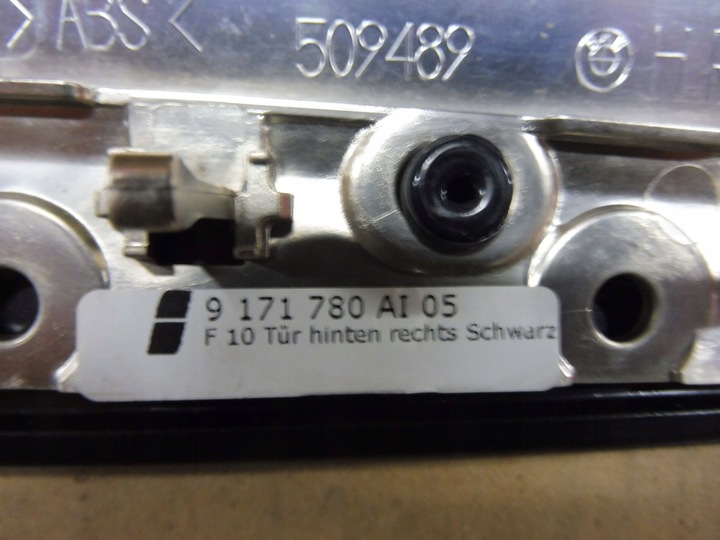 >ABS<
509489
9 171 780 AI 05
F 10 Tür hinten rechts Schwarz